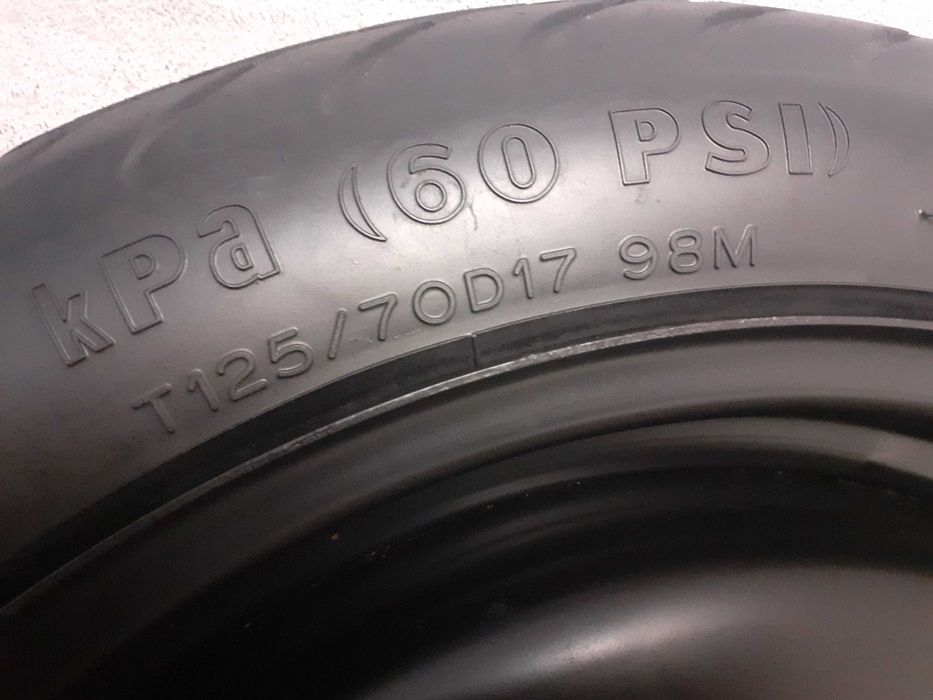 kPa (60 PSI)
T125/70D17 98M